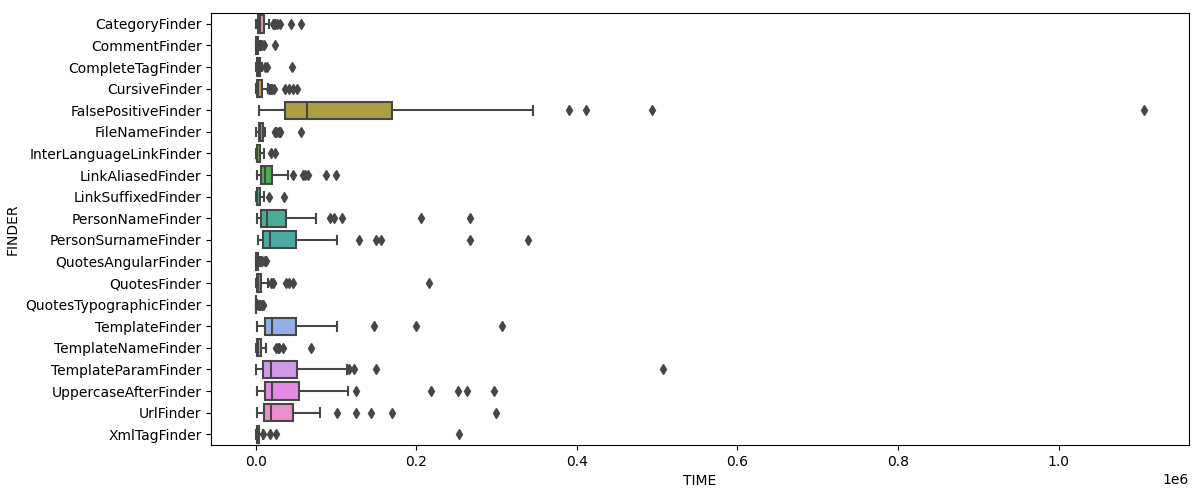 CategoryFinder
CommentFinder
CompleteTagFinder
CursiveFinder
FalsePositiveFinder
FileNameFinder
InterLanguageLinkFinder
LinkAliasedFinder
LinkSuffixedFinder
PersonNameFinder
PersonSurnameFinder
QuotesAngularFinder
QuotesFinder
QuotesTypographicFinder
TemplateFinder
TemplateNameFinder
TemplateParamFinder
UppercaseAfterFinder
UrlFinder
XmlTagFinder
FINDER
0.0 0.2 0.4 0.6 0.8 1.0
TIME
1e6